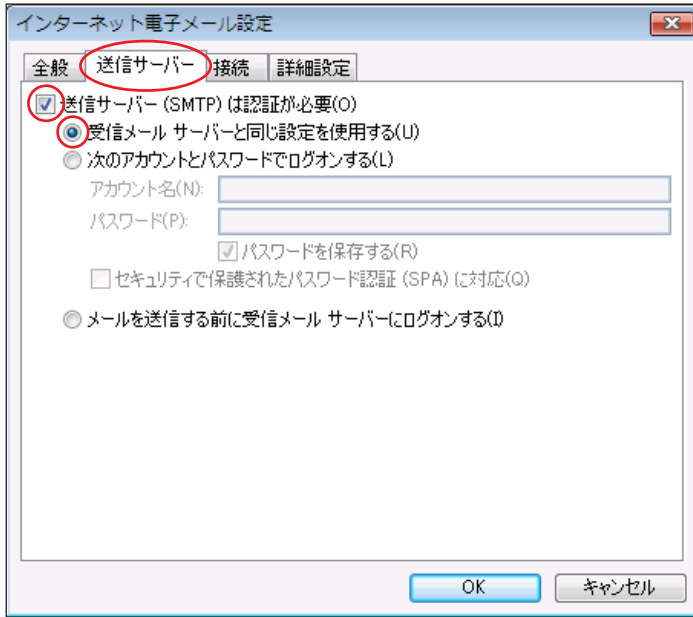 インターネット電子メール設定
全般 送信サーバー 接続 詳細設定
送信サーバー (SMTP) は認証が必要(O)
受信メール サーバーと同じ設定を使用する(U)
次のアカウントとパスワードでログオンする(L)
アカウント名(N):
パスワード(P):
パスワードを保存する(R)
セキュリティで保護されたパスワード認証 (SPA) に対応(Q)
メールを送信する前に受信メール サーバーにログオンする(I)
OK キャンセル